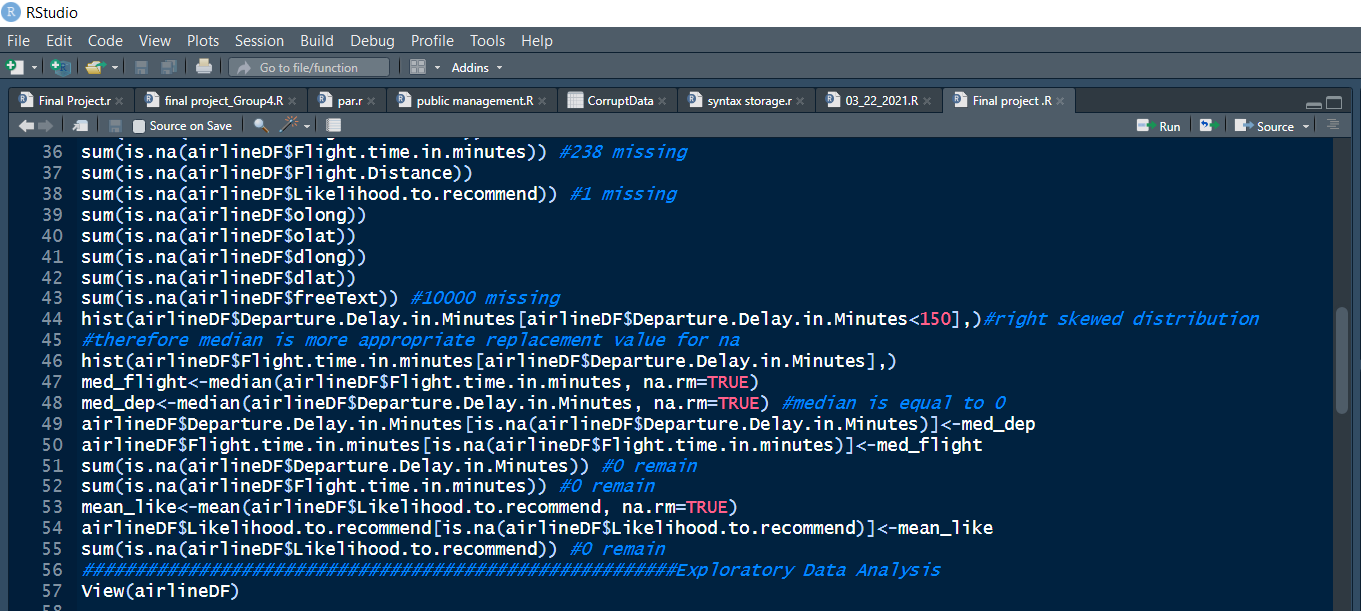 RStudio
File Edit Code View Plots Session Build Debug Profile Tools Help
Go to file/function Addins
Final Project.r final project_Group4.R par.r public management.R CorruptData syntax storage.r 03_22_2021.R Final project .R
Source on Save Run Source
36 sum(is.na(airlineDF$Flight.time.in.minutes)) #238 missing
37 sum(is.na(airlineDF$Flight.Distance))
38 sum(is.na(airlineDF$Likelihood.to.recommend)) #1 missing
39 sum(is.na(airlineDF$olong))
40 sum(is.na(airlineDF$olat))
41 sum(is.na(airlineDF$dlong))
42 sum(is.na(airlineDF$dlat))
43 sum(is.na(airlineDF$freeText)) #10000 missing
44 hist(airlineDF$Departure.Delay.in.Minutes[airlineDF$Departure.Delay.in.Minutes<150],)#right skewed distribution
45 #therefore median is more appropriate replacement value for na
46 hist(airlineDF$Flight.time.in.minutes[airlineDF$Departure.Delay.in.Minutes],)
47 med_flight<-median(airlineDF$Flight.time.in.minutes, na.rm=TRUE)
48 med_dep<-median(airlineDF$Departure.Delay.in.Minutes, na.rm=TRUE) #median is equal to 0
49 airlineDF$Departure.Delay.in.Minutes[is.na(airlineDF$Departure.Delay.in.Minutes)]<-med_dep
50 airlineDF$Flight.time.in.minutes[is.na(airlineDF$Flight.time.in.minutes)]<-med_flight
51 sum(is.na(airlineDF$Departure.Delay.in.Minutes)) #0 remain
52 sum(is.na(airlineDF$Flight.time.in.minutes)) #0 remain
53 mean_like<-mean(airlineDF$Likelihood.to.recommend, na.rm=TRUE)
54 airlineDF$Likelihood.to.recommend[is.na(airlineDF$Likelihood.to.recommend)]<-mean_like
55 sum(is.na(airlineDF$Likelihood.to.recommend)) #0 remain
56 #########################################################Exploratory Data Analysis
57 View(airlineDF)